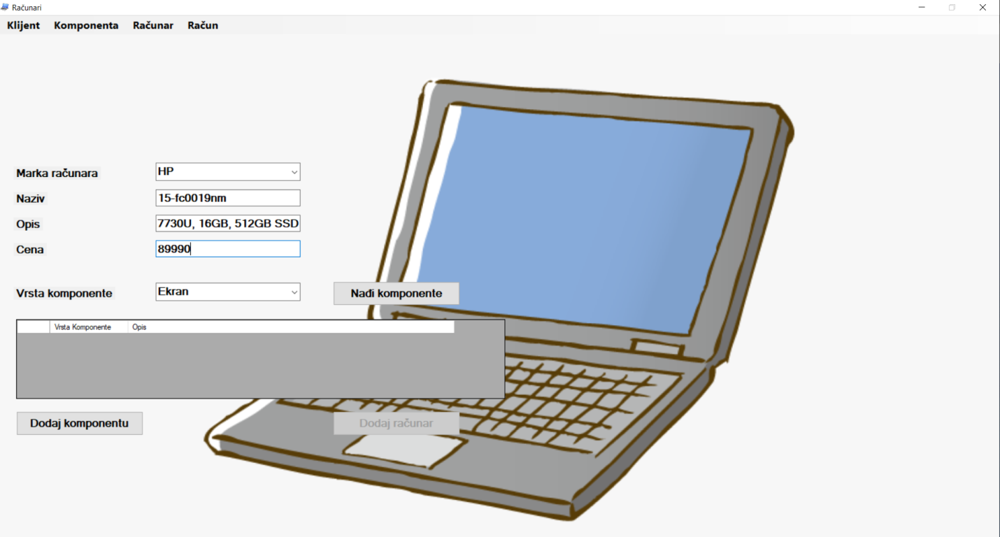 Računari
Klijent Komponenta Računar Račun
Marka računara HP
Naziv 15-fc0019nm
Opis 7730U, 16GB, 512GB SSD
Cena 89990
Vrsta komponente Ekran Nađi komponente
Vrsta Komponente Opis
Dodaj komponentu Dodaj računar